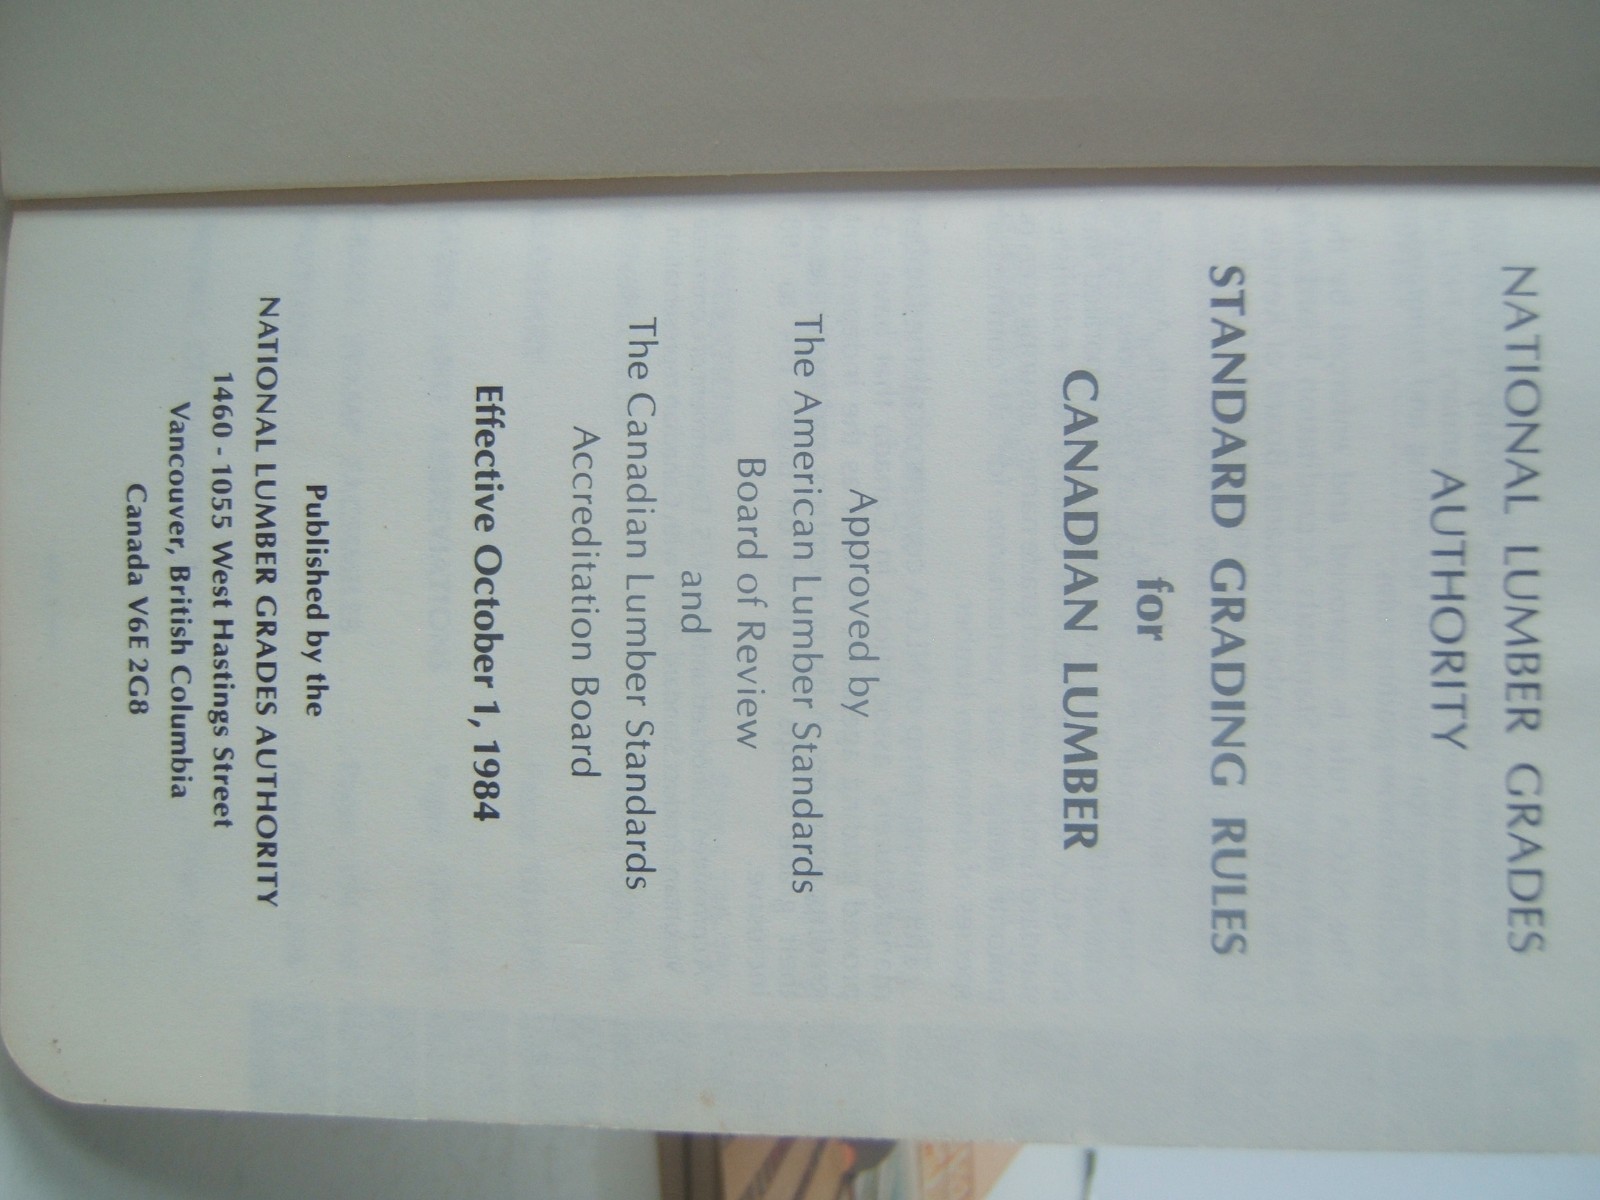 NATIONAL LUMBER GRADES
AUTHORITY
STANDARD GRADING RULES
for
CANADIAN LUMBER
Approved by
The American Lumber Standards
Board of Review
and
The Canadian Lumber Standards
Accreditation Board
Effective October 1, 1984
Published by the
NATIONAL LUMBER GRADES AUTHORITY
1460 - 1055 West Hastings Street
Vancouver, British Columbia
Canada V6E 2G8